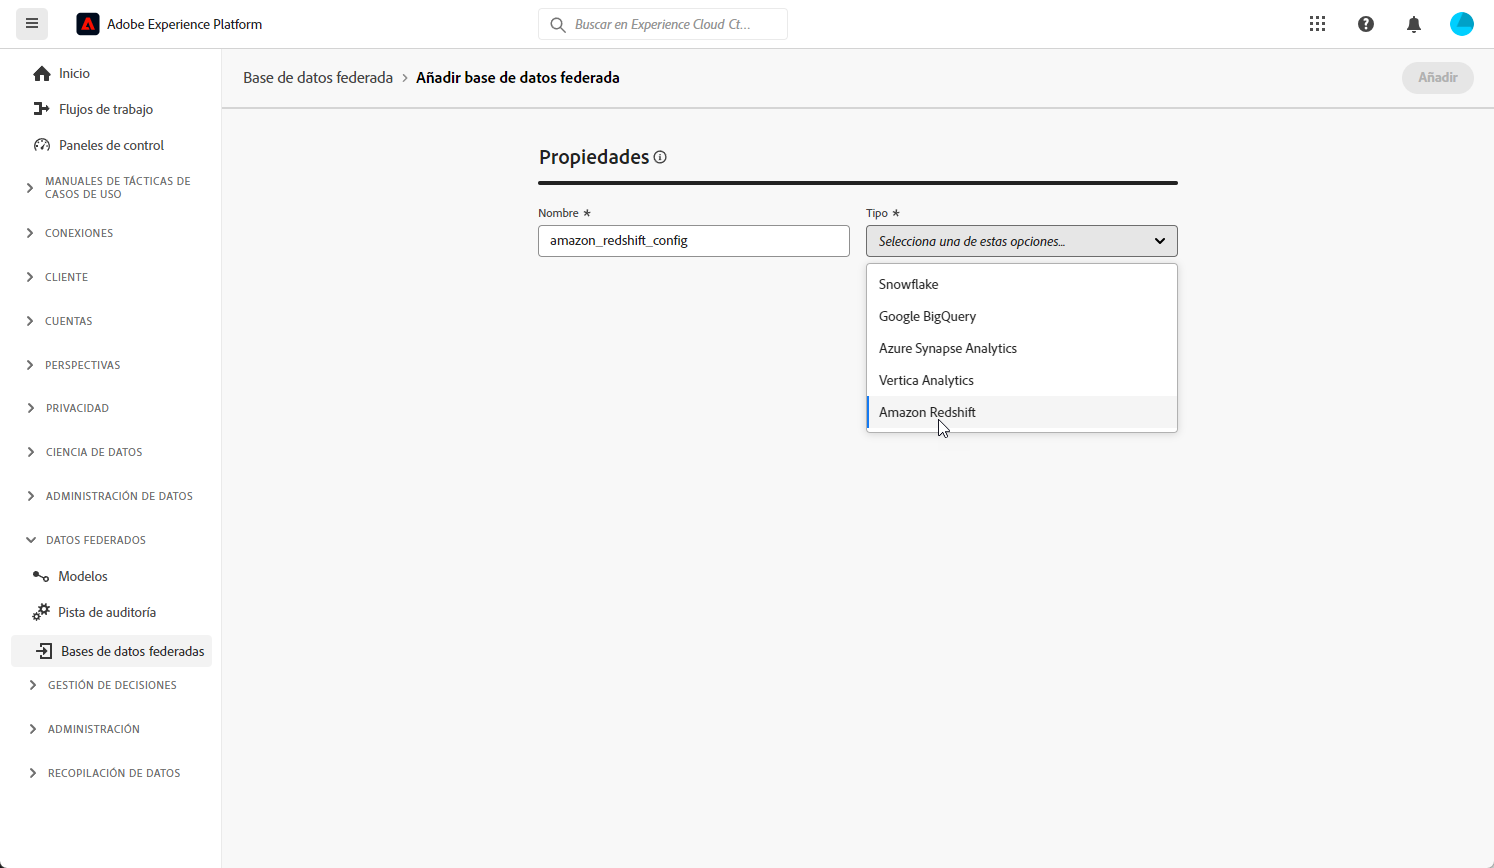 Adobe Experience Platform
Buscar en Experience Cloud Ct...
Inicio
Flujos de trabajo
Paneles de control
MANUALES DE TÁCTICAS DE
CASOS DE USO
CONEXIONES
CLIENTE
CUENTAS
PERSPECTIVAS
PRIVACIDAD
CIENCIA DE DATOS
ADMINISTRACIÓN DE DATOS
DATOS FEDERADOS
Modelos
Pista de auditoría
Bases de datos federadas
GESTIÓN DE DECISIONES
ADMINISTRACIÓN
RECOPILACIÓN DE DATOS
Base de datos federada > Añadir base de datos federada
Añadir
Propiedades
Nombre *
amazon_redshift_config
Tipo *
Selecciona una de estas opciones...
Snowflake
Google BigQuery
Azure Synapse Analytics
Vertica Analytics
Amazon Redshift